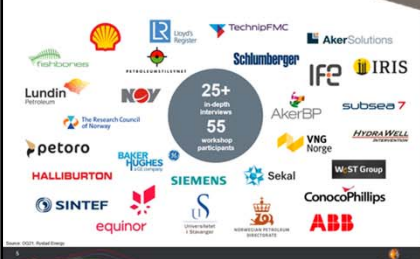 Lloyd's
Register
TechnipFMC
AkerSolutions
fishbones
PETROLEUMSTILSYNET
Schlumberger
IFE
IRIS
Lundin
Petroleum
NOV
25+
in-depth
interviews
55
workshop
participants
AkerBP
subsea 7
The Research Council
of Norway
VNG
Norge
HYDRAWELL
INTERVENTION
petoro
BAKER
HUGHES
a GE company
WeST Group
HALLIBURTON
SIEMENS
Sekal
ConocoPhillips
SINTEF
equinor
Universitetet
i Stavanger
NORWEGIAN PETROLEUM
DIRECTORATE
ABB
Source: OG21; Rystad Energy
5